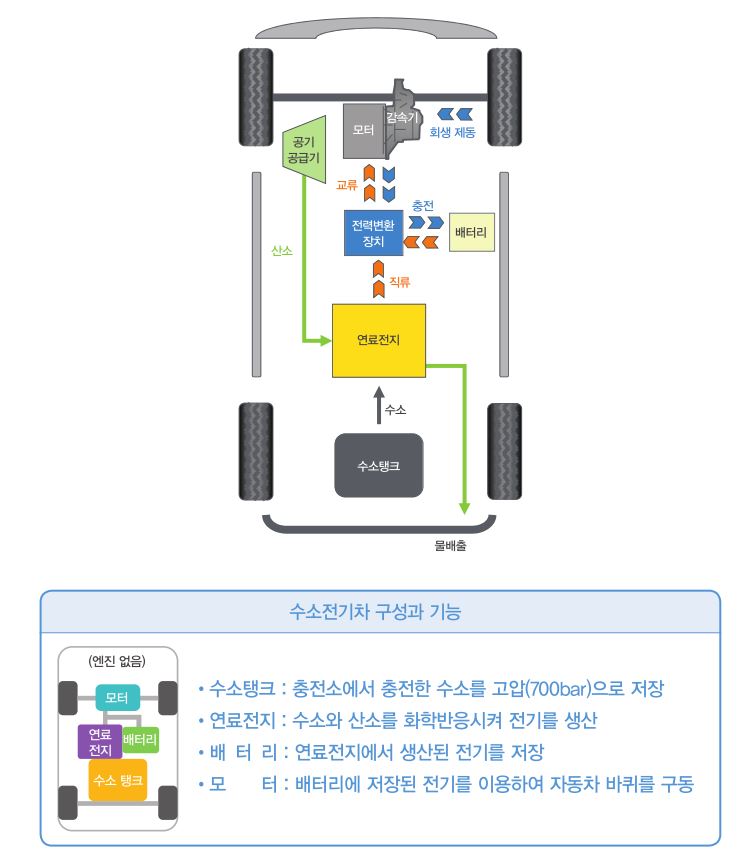 모터
감속기
회생 제동
공기
공급기
교류
충전
전력변환
장치
배터리
산소
직류
연료전지
수소
수소탱크
물배출
수소전기차 구성과 기능
(엔진 없음)
모터
연료
전지
배터리
수소 탱크
• 수소탱크 : 충전소에서 충전한 수소를 고압(700bar)으로 저장
• 연료전지 : 수소와 산소를 화학반응시켜 전기를 생산
• 배 터 리 : 연료전지에서 생산된 전기를 저장
• 모 터 : 배터리에 저장된 전기를 이용하여 자동차 바퀴를 구동